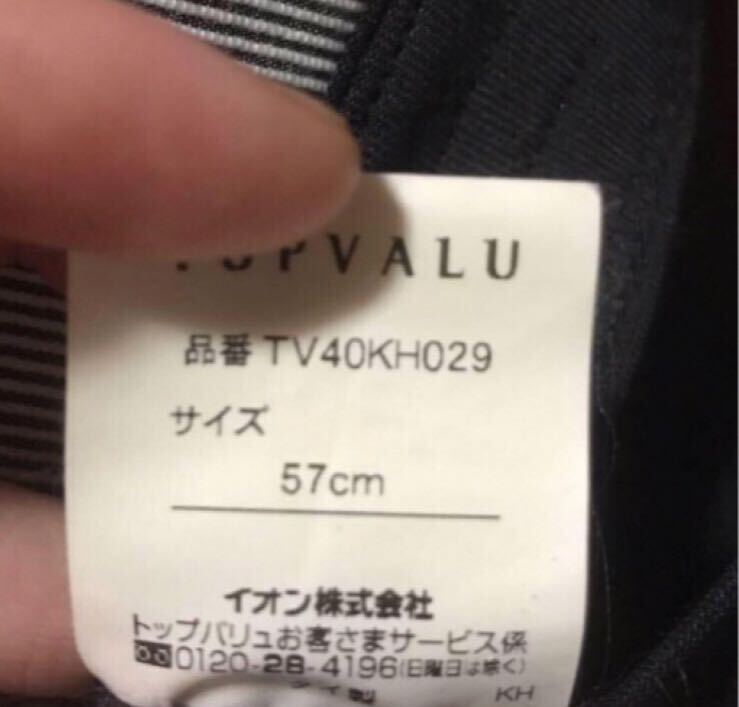 TOPVALU
品番 TV40KH029
サイズ
57cm
イオン株式会社
トップバリュお客さまサービス係
0120-28-4196(日曜日は除く)
KH